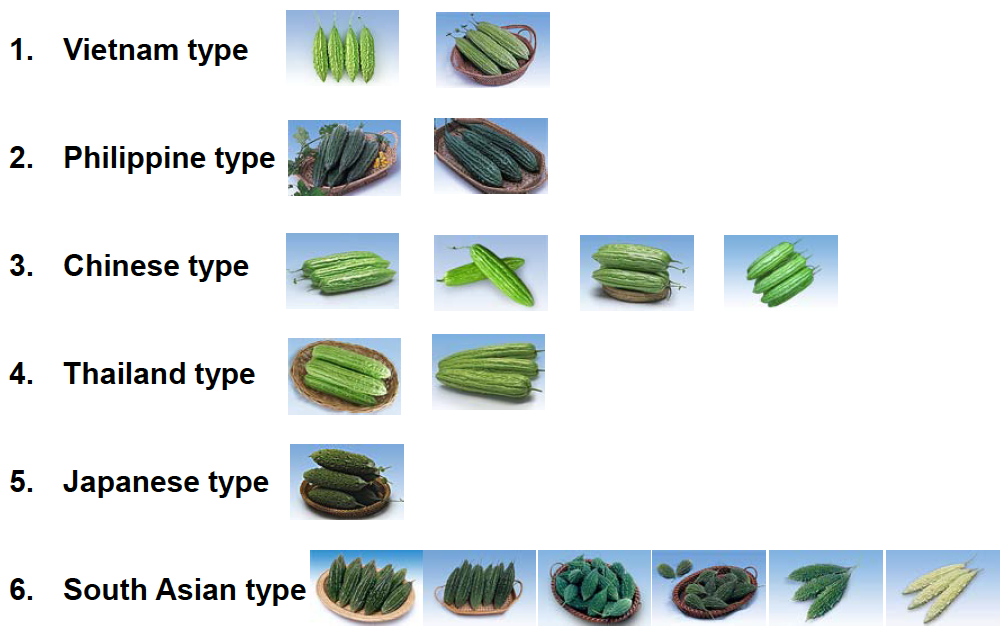 1. Vietnam type
2. Philippine type
3. Chinese type
4. Thailand type
5. Japanese type
6. South Asian type